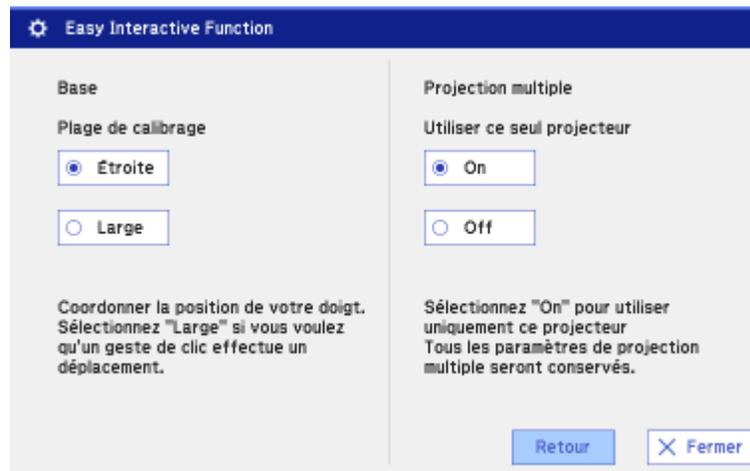 Easy Interactive Function
Base
Plage de calibrage
Étroite
Large
Coordonner la position de votre doigt.
Sélectionnez "Large" si vous voulez
qu'un geste de clic effectue un
déplacement.
Projection multiple
Utiliser ce seul projecteur
On
Off
Sélectionnez "On" pour utiliser
uniquement ce projecteur
Tous les paramètres de projection
multiple seront conservés.
Retour
Fermer